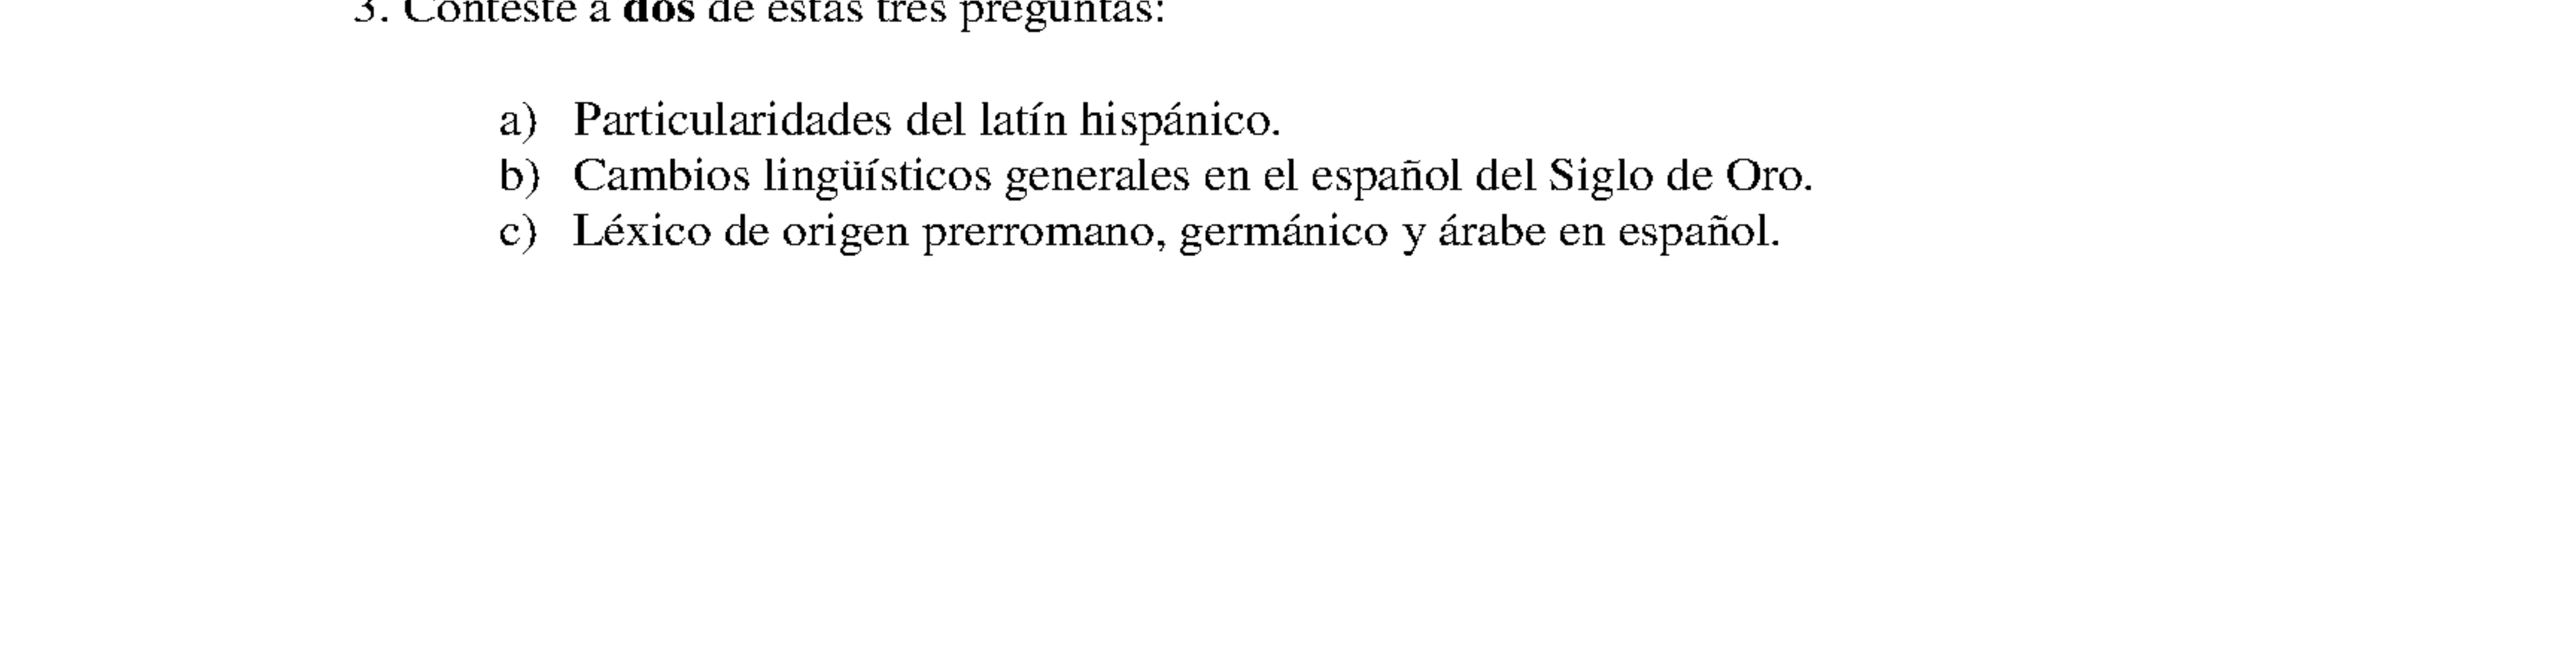 3. Conteste a dos de estas tres preguntas:
a) Particularidades del latín hispánico.
b) Cambios lingüísticos generales en el español del Siglo de Oro.
c) Léxico de origen prerromano, germánico y árabe en español.